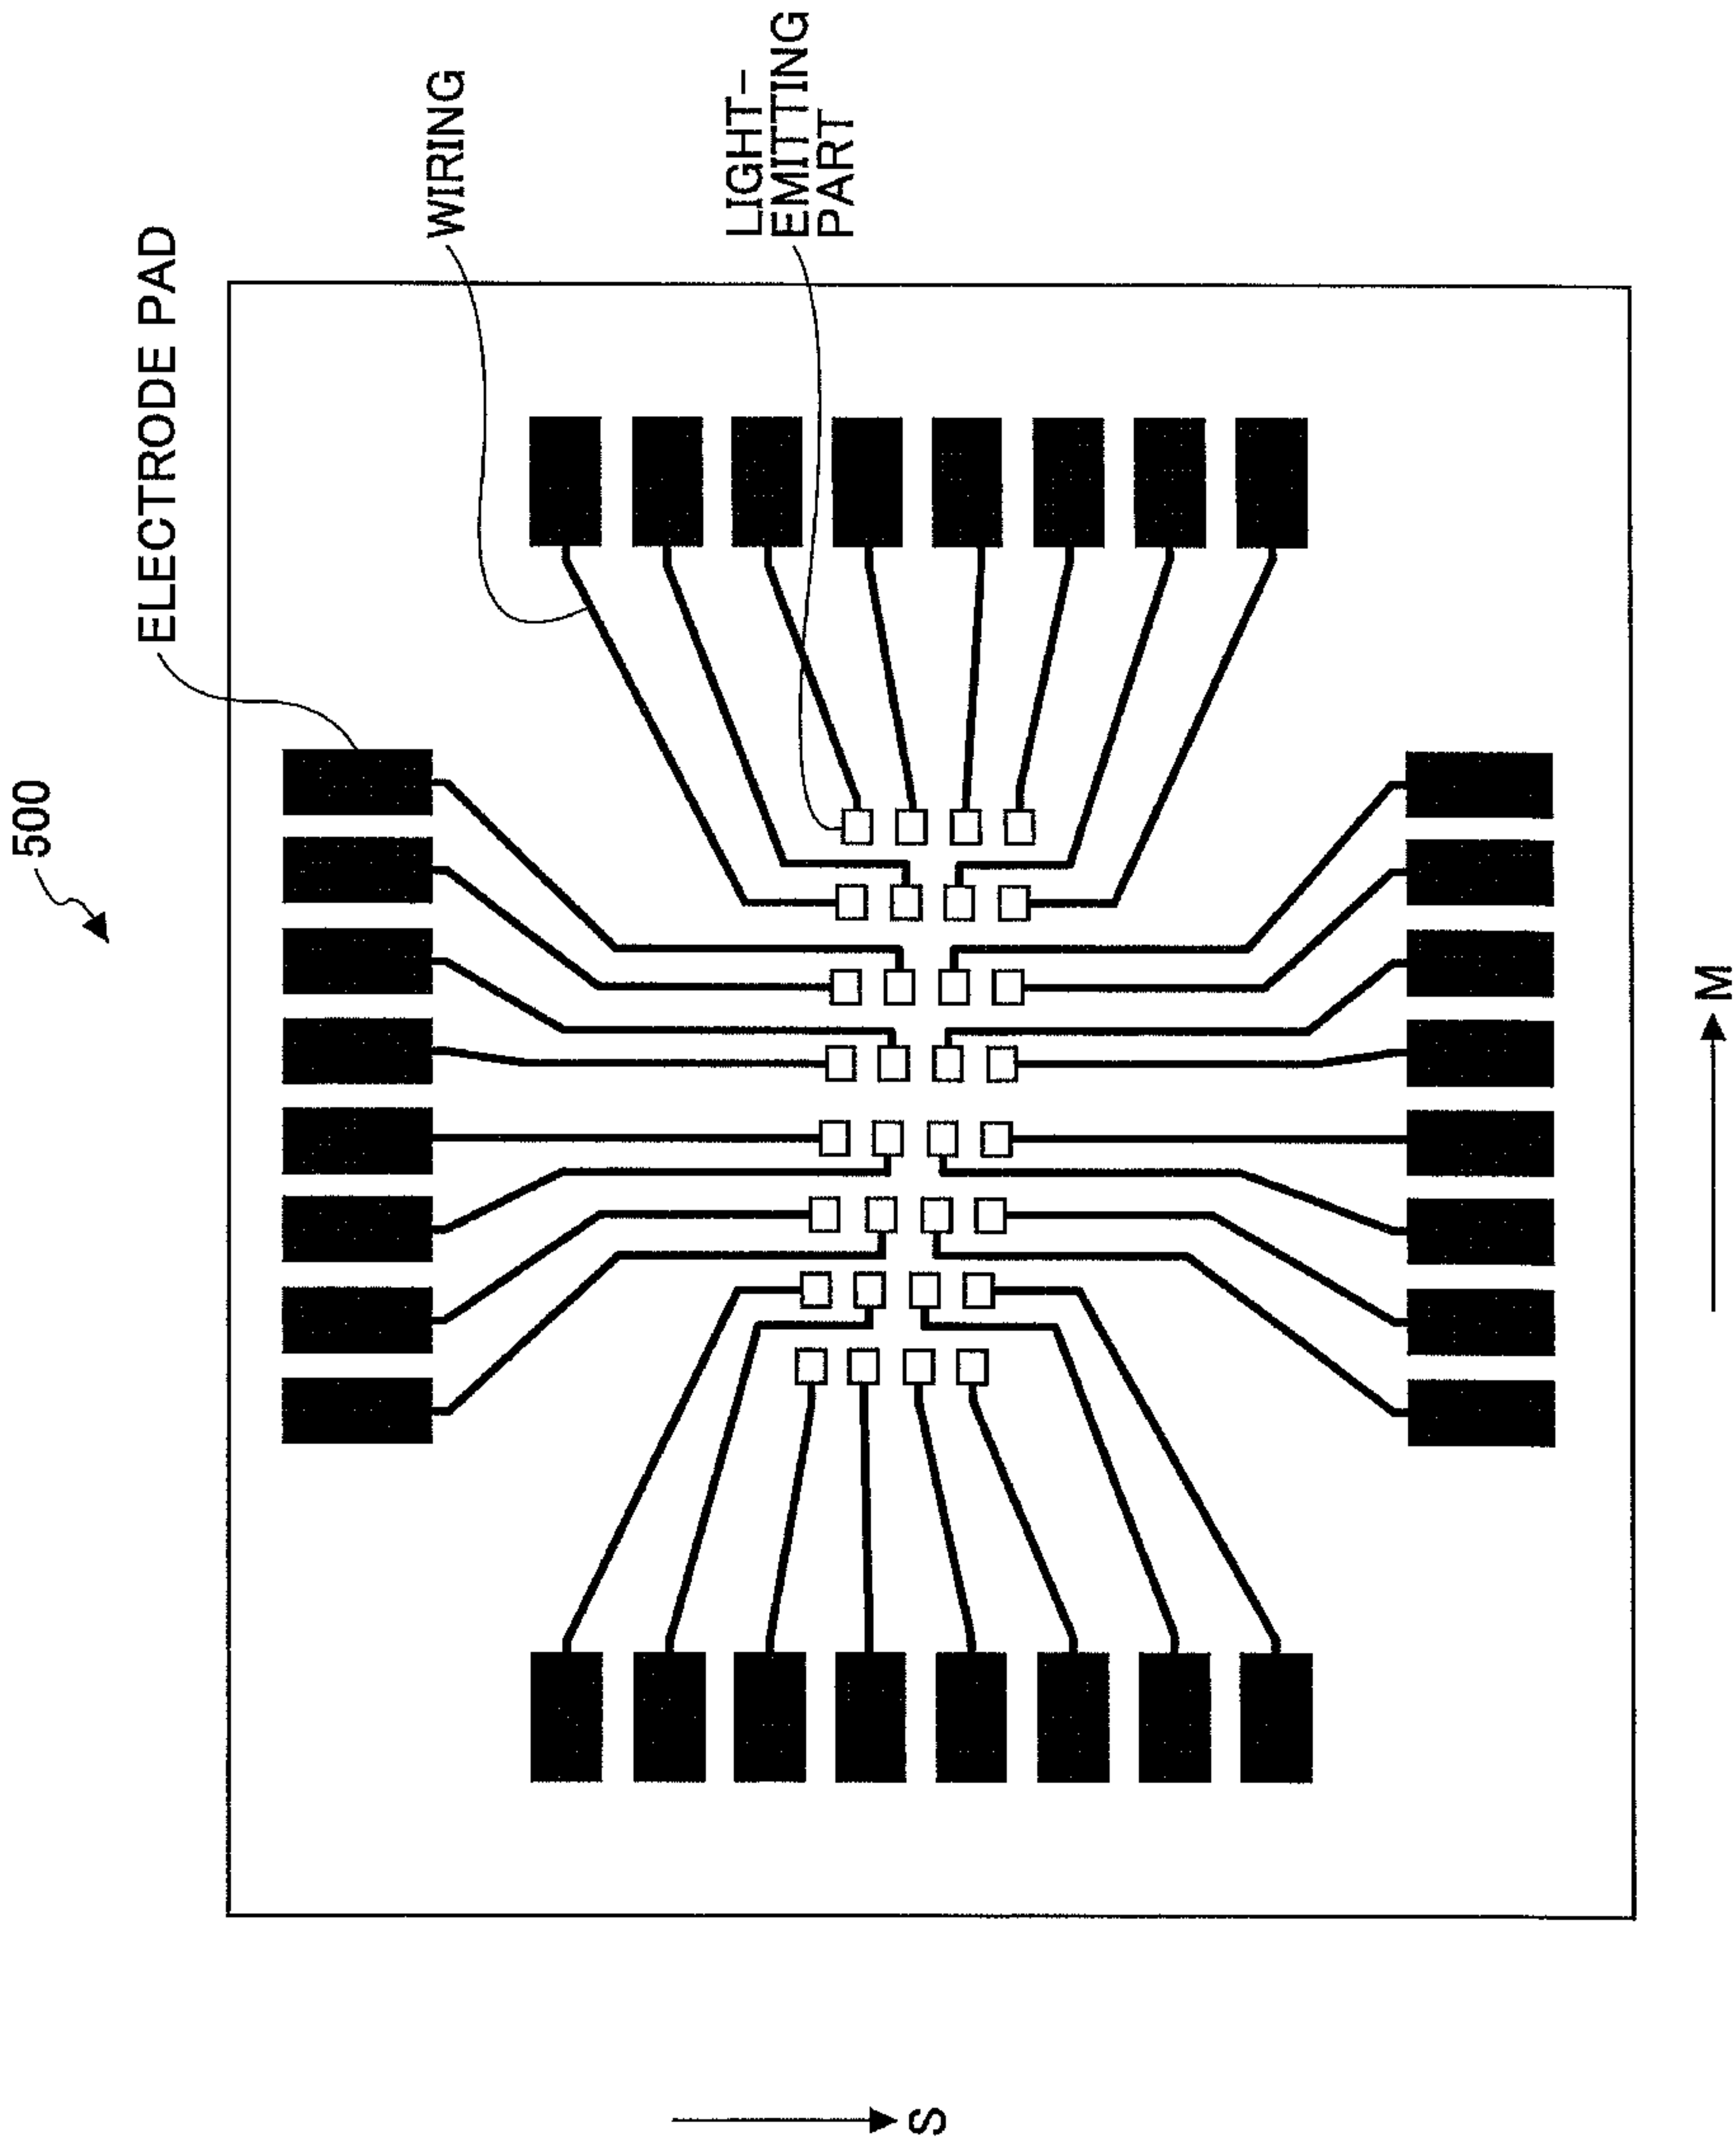 500
ELECTRODE PAD
WIRING
LIGHT-
EMITTING
PART
S
M